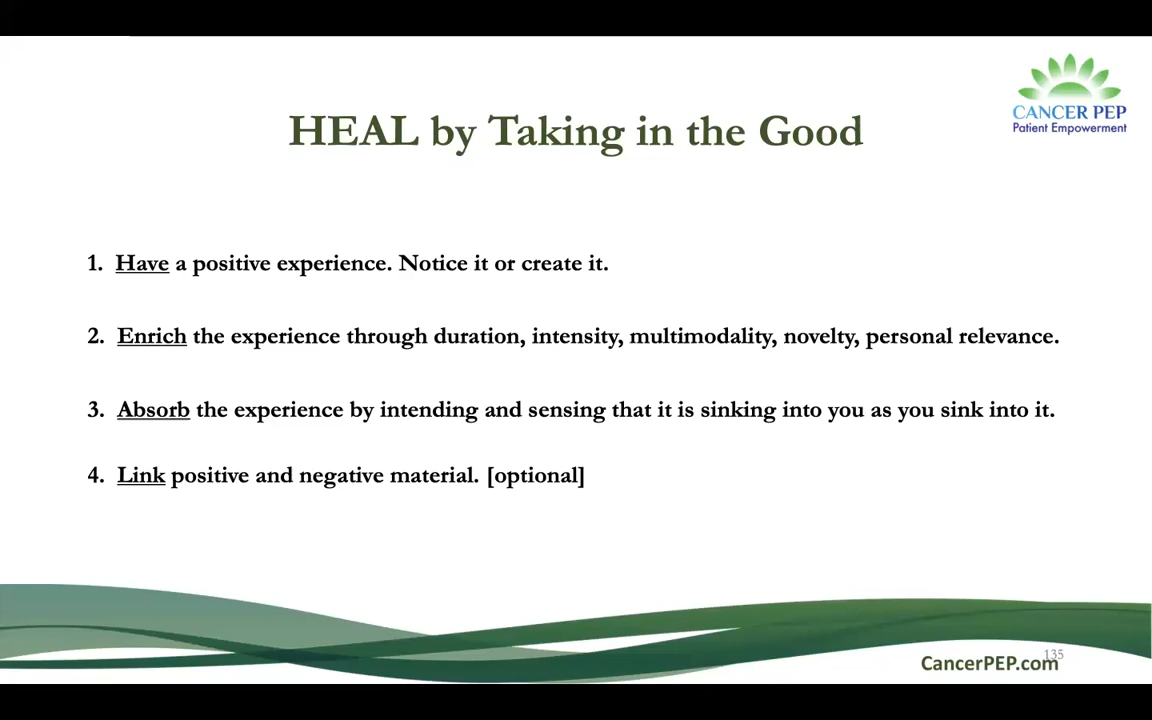 CANCER PEP
Patient Empowerment
HEAL by Taking in the Good
1. Have a positive experience. Notice it or create it.
2. Enrich the experience through duration, intensity, multimodality, novelty, personal relevance.
3. Absorb the experience by intending and sensing that it is sinking into you as you sink into it.
4. Link positive and negative material. [optional]
135
CancerPEP.com